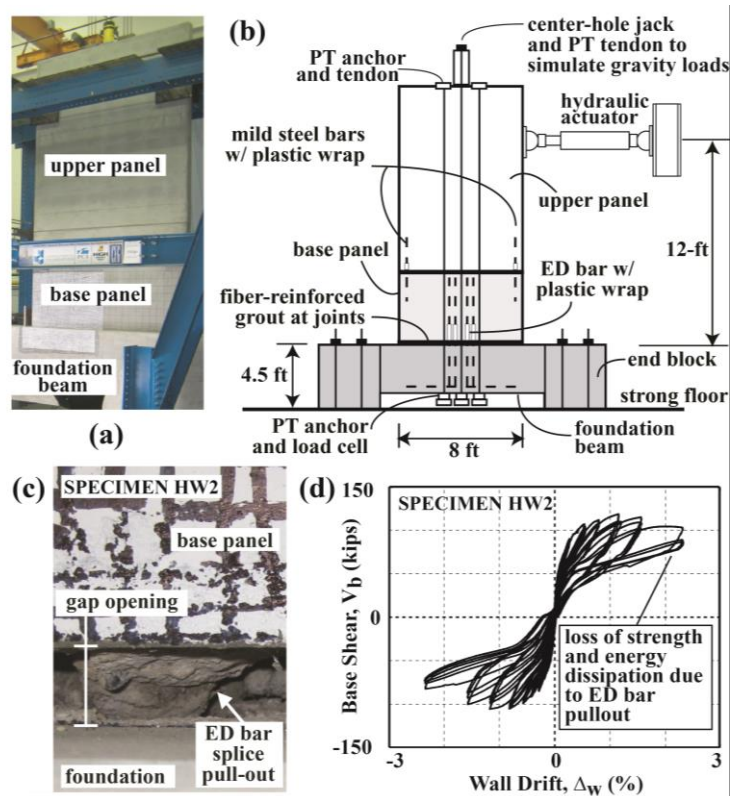 upper panel
base panel
foundation
beam
(a)
(b)
center-hole jack
and PT tendon to
simulate gravity loads
PT anchor
and tendon
hydraulic
actuator
mild steel bars
w/ plastic wrap
upper panel
12-ft
base panel
ED bar w/
plastic wrap
fiber-reinforced
grout at joints
end block
4.5 ft
strong floor
PT anchor
and load cell
8 ft
foundation
beam
(c)
SPECIMEN HW2
base panel
gap opening
ED bar
splice
pull-out
foundation
(d)
150
SPECIMEN HW2
Base Shear, Vb (kips)
0
loss of strength
and energy
dissipation due
to ED bar
pullout
-150
-3
0
3
Wall Drift, Δw (%)